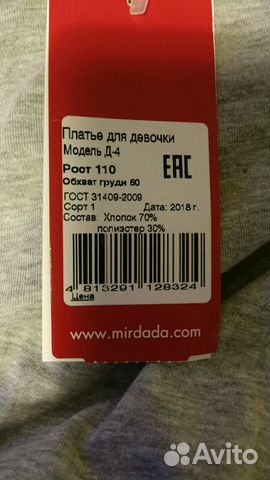 Платье для девочки
Модель Д-4
Рост 110
Обхват груди 60
EAC
ГОСТ 31409-2009
Сорт 1 Дата: 2018 г.
Состав: Хлопок 70%
полиэстер 30%
4 813291 128324
Цена
www.mirdada.com
Avito